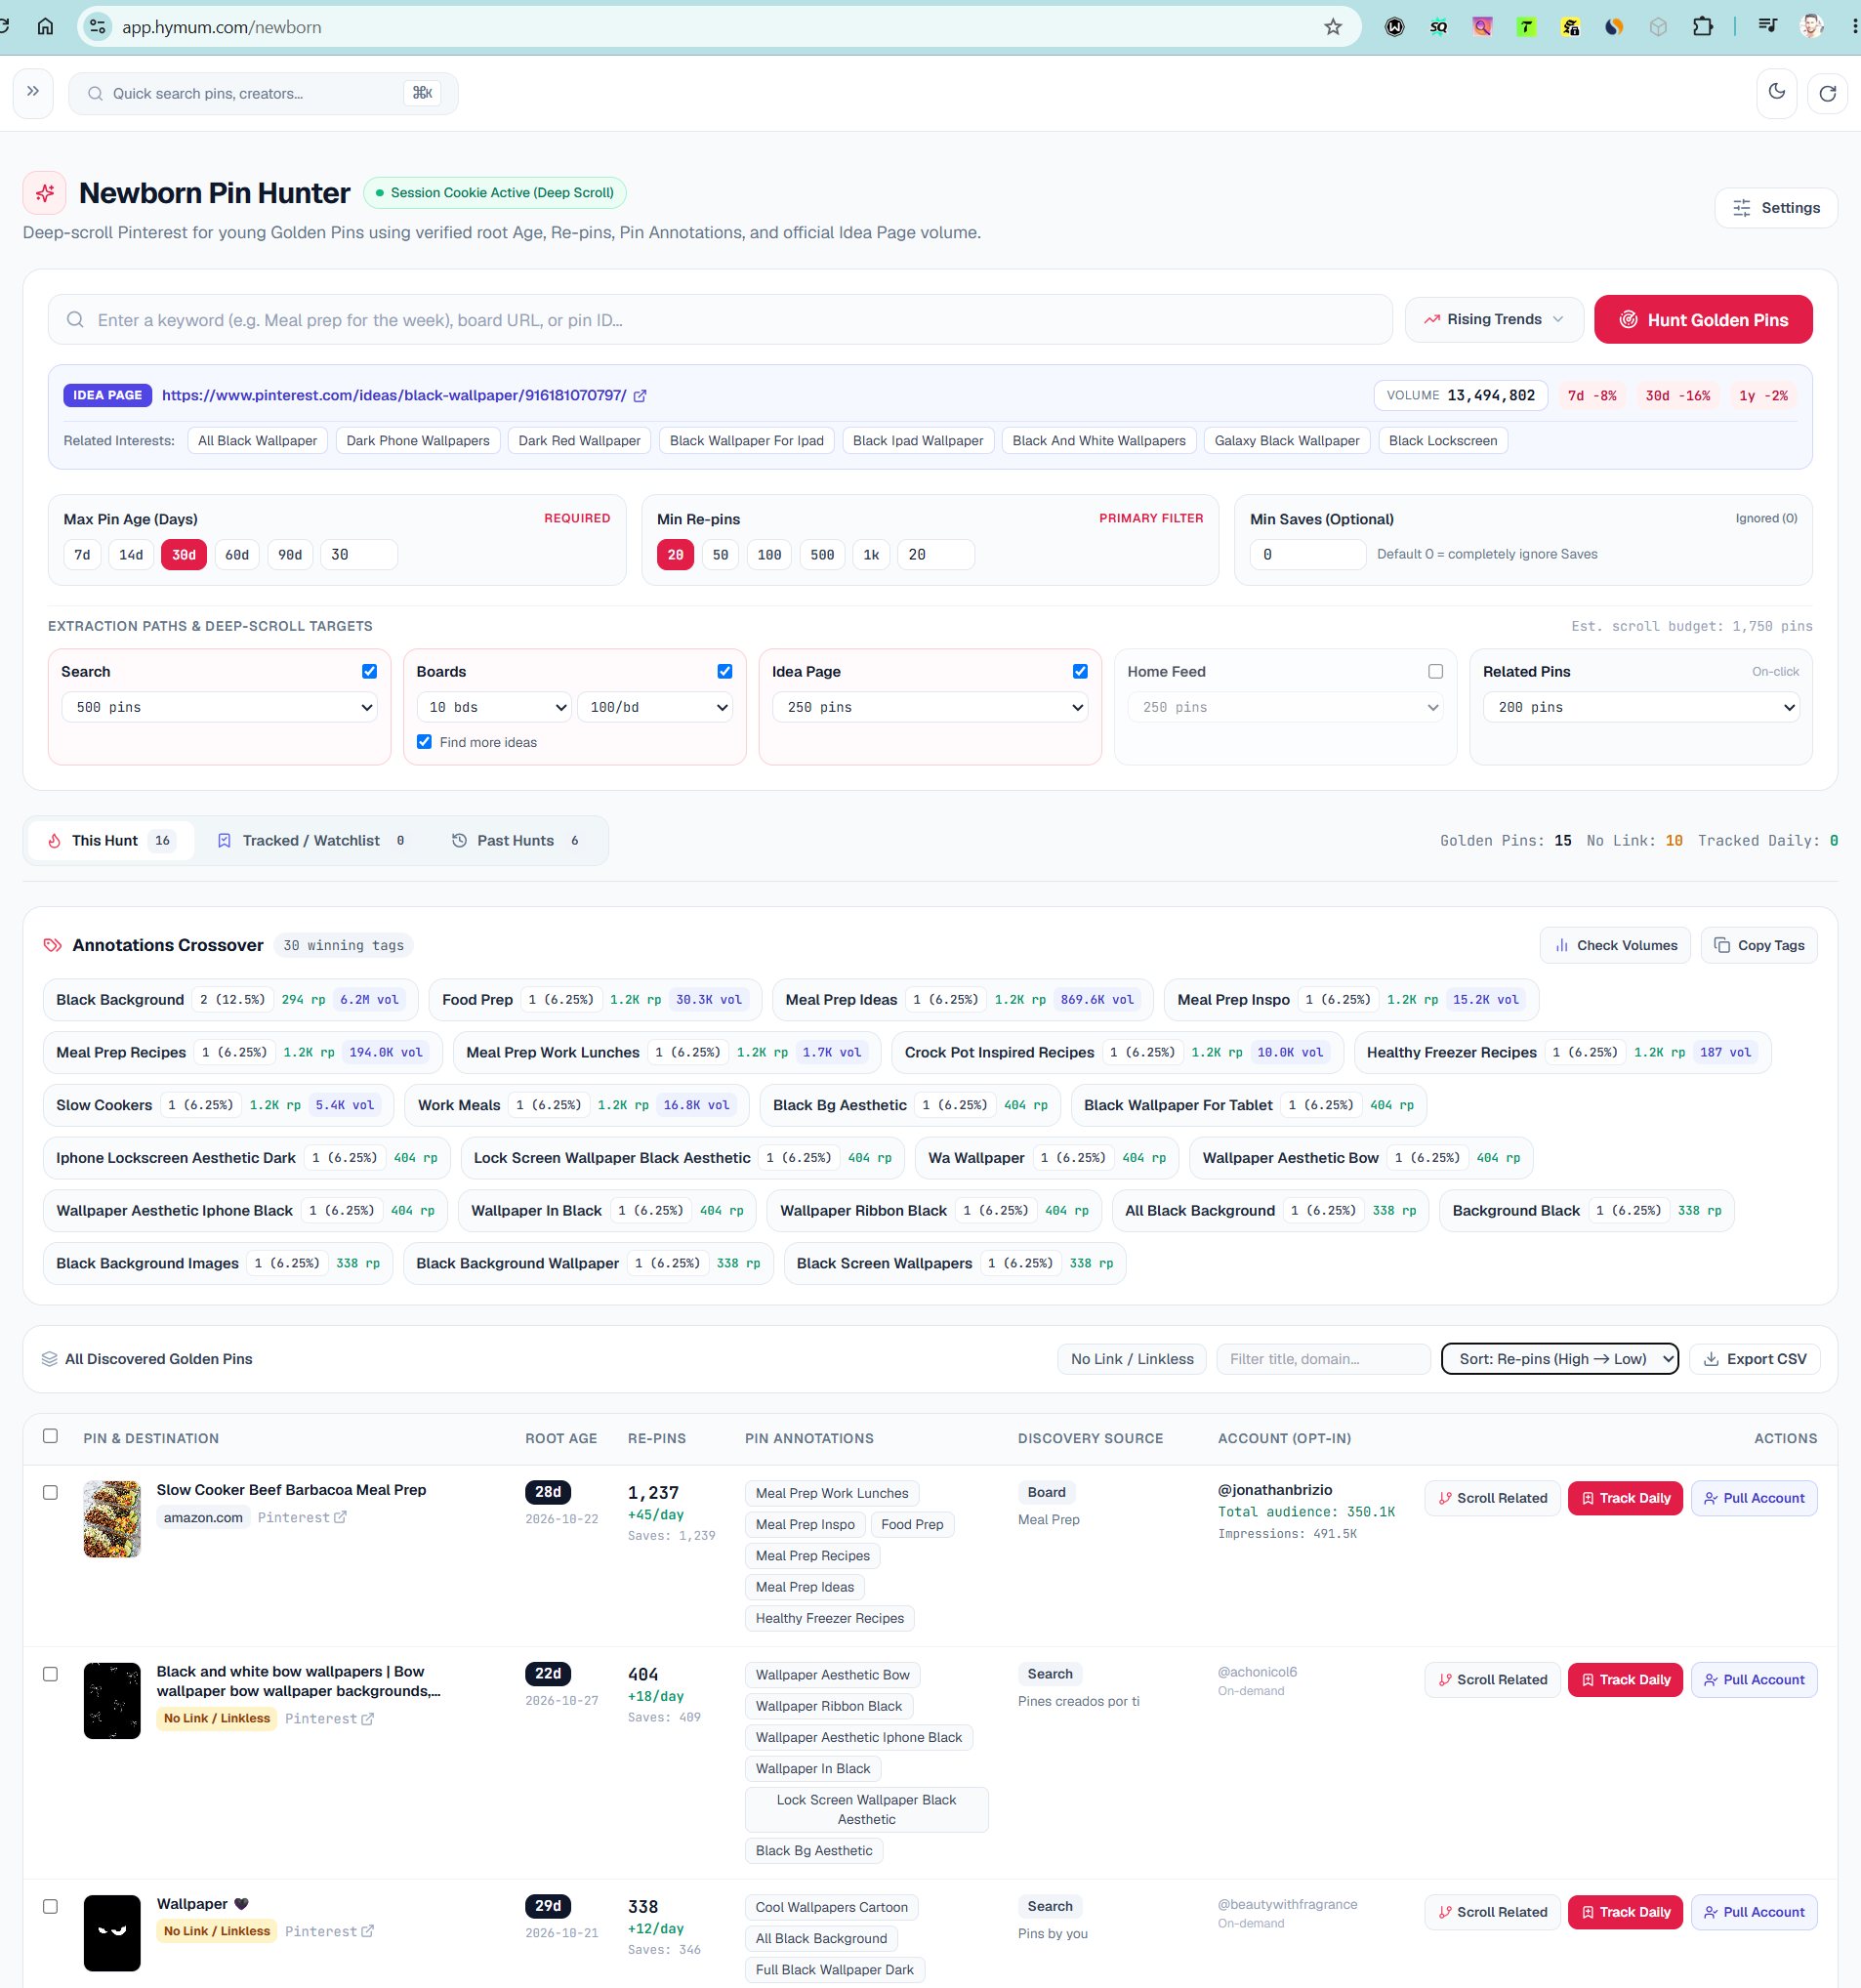 app.hymum.com/newborn
Quick search pins, creators... ⌘K
Newborn Pin Hunter Session Cookie Active (Deep Scroll)
Settings
Deep-scroll Pinterest for young Golden Pins using verified root Age, Re-pins, Pin Annotations, and official Idea Page volume.
Enter a keyword (e.g. Meal prep for the week), board URL, or pin ID... Rising Trends Hunt Golden Pins
IDEA PAGE https://www.pinterest.com/ideas/black-wallpaper/916181070797/ VOLUME 13,494,802 7d -8% 30d -16% 1y -2%
Related Interests: All Black Wallpaper Dark Phone Wallpapers Dark Red Wallpaper Black Wallpaper For Ipad Black Ipad Wallpaper Black And White Wallpapers Galaxy Black Wallpaper Black Lockscreen
Max Pin Age (Days) REQUIRED Min Re-pins PRIMARY FILTER Min Saves (Optional) Ignored (0)
7d 14d 30d 60d 90d 30 20 50 100 500 1k 20 0 Default 0 = completely ignore Saves
EXTRACTION PATHS & DEEP-SCROLL TARGETS Est. scroll budget: 1,750 pins
Search Boards Idea Page Home Feed Related Pins On-click
500 pins 10 bds 100/bd 250 pins 250 pins 200 pins
Find more ideas
This Hunt 16 Tracked / Watchlist 0 Past Hunts 6 Golden Pins: 15 No Link: 10 Tracked Daily: 0
Annotations Crossover 30 winning tags Check Volumes Copy Tags
Black Background 2 (12.5%) 294 rp 6.2M vol Food Prep 1 (6.25%) 1.2K rp 30.3K vol Meal Prep Ideas 1 (6.25%) 1.2K rp 869.6K vol Meal Prep Inspo 1 (6.25%) 1.2K rp 15.2K vol
Meal Prep Recipes 1 (6.25%) 1.2K rp 194.0K vol Meal Prep Work Lunches 1 (6.25%) 1.2K rp 1.7K vol Crock Pot Inspired Recipes 1 (6.25%) 1.2K rp 10.0K vol Healthy Freezer Recipes 1 (6.25%) 1.2K rp 187 vol
Slow Cookers 1 (6.25%) 1.2K rp 5.4K vol Work Meals 1 (6.25%) 1.2K rp 16.8K vol Black Bg Aesthetic 1 (6.25%) 404 rp Black Wallpaper For Tablet 1 (6.25%) 404 rp
Iphone Lockscreen Aesthetic Dark 1 (6.25%) 404 rp Lock Screen Wallpaper Black Aesthetic 1 (6.25%) 404 rp Wa Wallpaper 1 (6.25%) 404 rp Wallpaper Aesthetic Bow 1 (6.25%) 404 rp
Wallpaper Aesthetic Iphone Black 1 (6.25%) 404 rp Wallpaper In Black 1 (6.25%) 404 rp Wallpaper Ribbon Black 1 (6.25%) 404 rp All Black Background 1 (6.25%) 338 rp Background Black 1 (6.25%) 338 rp
Black Background Images 1 (6.25%) 338 rp Black Background Wallpaper 1 (6.25%) 338 rp Black Screen Wallpapers 1 (6.25%) 338 rp
All Discovered Golden Pins No Link / Linkless Filter title, domain... Sort: Re-pins (High → Low) Export CSV
PIN & DESTINATION ROOT AGE RE-PINS PIN ANNOTATIONS DISCOVERY SOURCE ACCOUNT (OPT-IN) ACTIONS
Slow Cooker Beef Barbacoa Meal Prep
amazon.com Pinterest
28d
2026-10-22
1,237
+45/day
Saves: 1,239
Meal Prep Work Lunches
Meal Prep Inspo Food Prep
Meal Prep Recipes
Meal Prep Ideas
Healthy Freezer Recipes
Board
Meal Prep
@jonathanbrizio
Total audience: 350.1K
Impressions: 491.5K
Scroll Related Track Daily Pull Account
Black and white bow wallpapers | Bow
wallpaper bow wallpaper backgrounds,...
No Link / Linkless Pinterest
22d
2026-10-27
404
+18/day
Saves: 409
Wallpaper Aesthetic Bow
Wallpaper Ribbon Black
Wallpaper Aesthetic Iphone Black
Wallpaper In Black
Lock Screen Wallpaper Black
Aesthetic
Black Bg Aesthetic
Search
Pines creados por ti
@achonicol6
On-demand
Scroll Related Track Daily Pull Account
Wallpaper 🖤
No Link / Linkless Pinterest
29d
2026-10-21
338
+12/day
Saves: 346
Cool Wallpapers Cartoon
All Black Background
Full Black Wallpaper Dark
Search
Pins by you
@beautywithfragrance
On-demand
Scroll Related Track Daily Pull Account